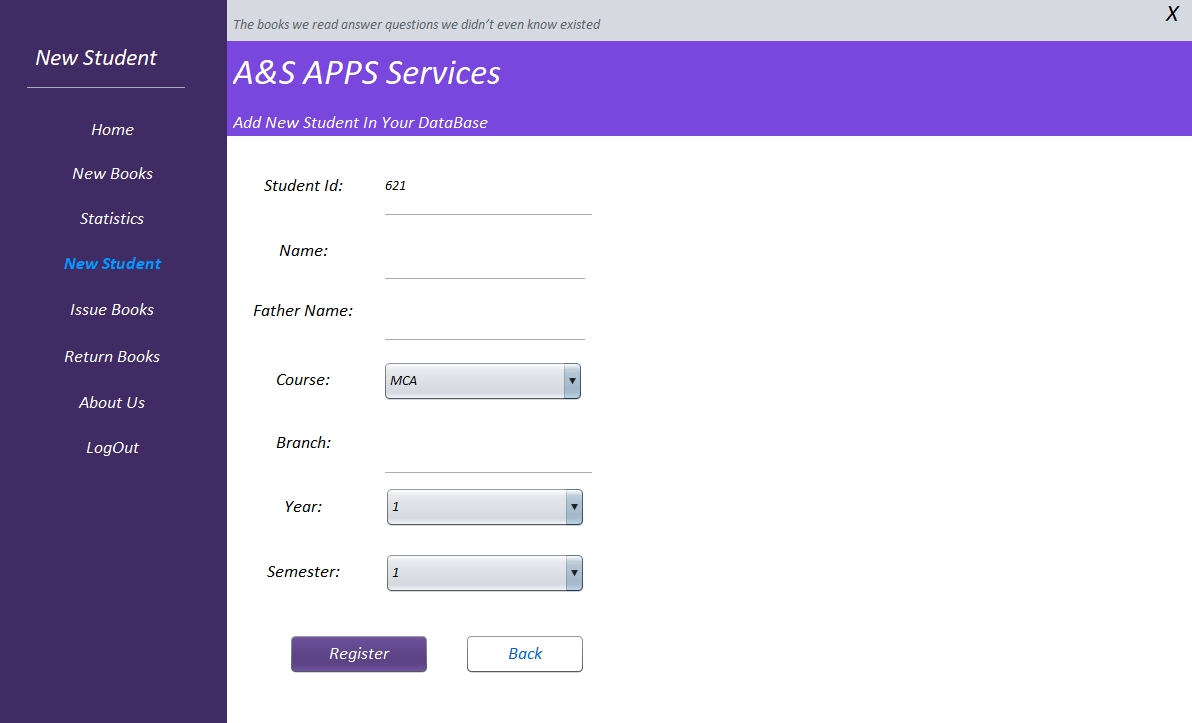 The books we read answer questions we didn't even know existed
X
New Student
A&S APPS Services
Add New Student In Your DataBase
Home
New Books
Statistics
New Student
Issue Books
Return Books
About Us
LogOut
Student Id: 621
Name:
Father Name:
Course: MCA
Branch:
Year: 1
Semester: 1
Register Back